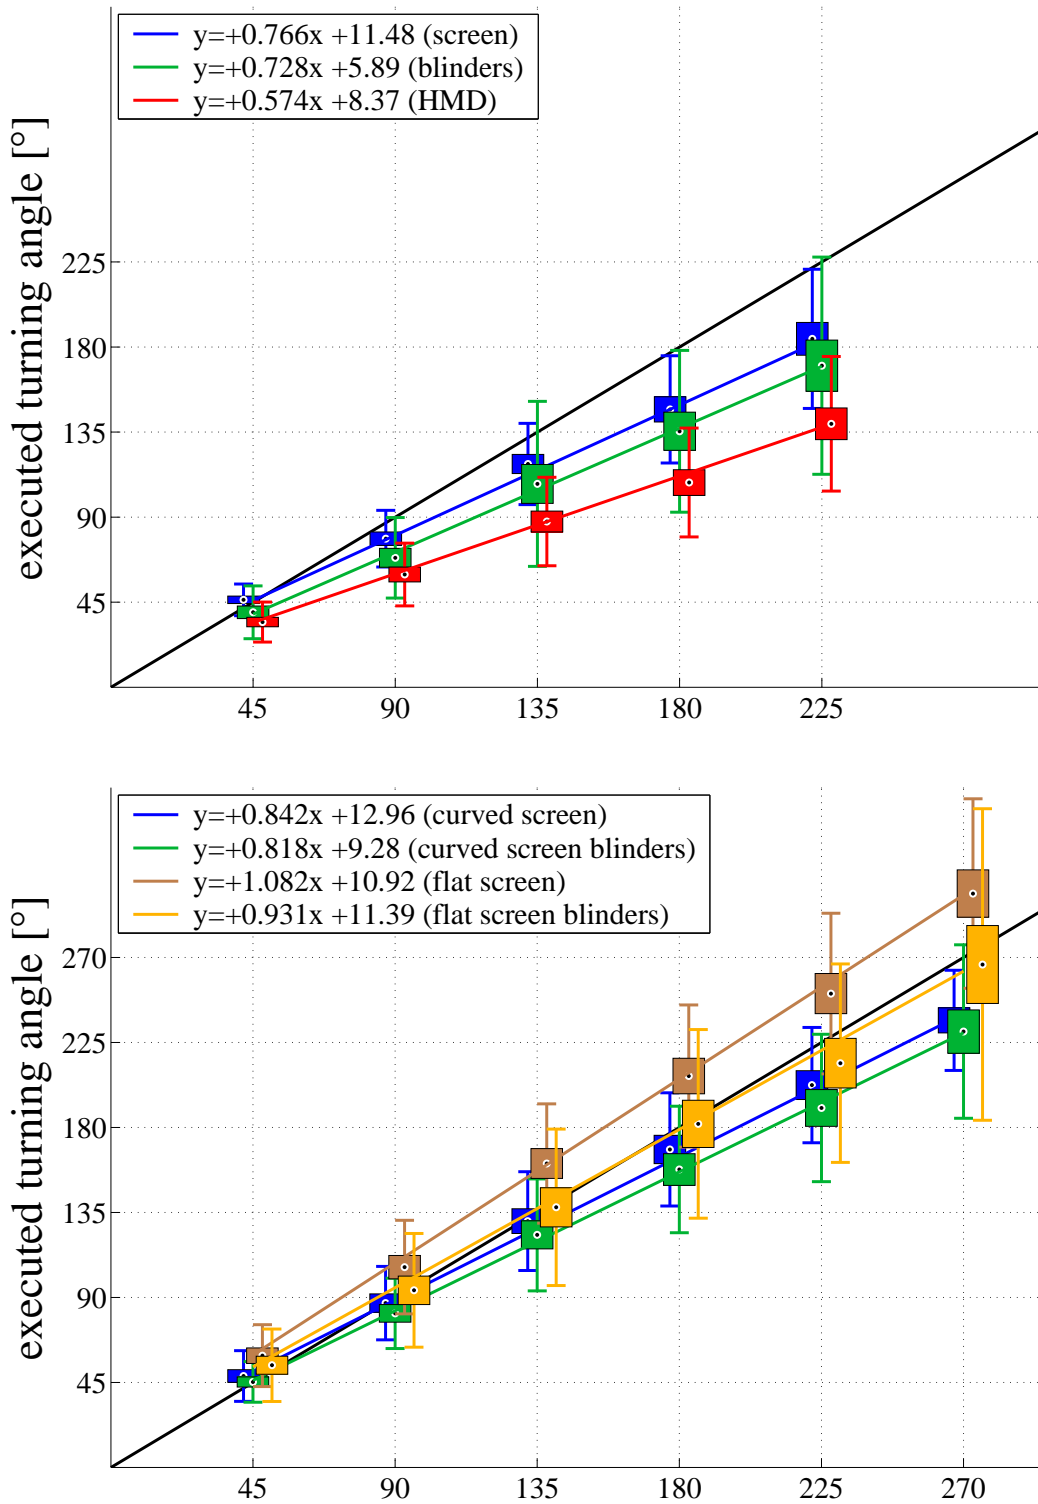 y=+0.766x +11.48 (screen)
y=+0.728x +5.89 (blinders)
y=+0.574x +8.37 (HMD)
executed turning angle [°]
225
180
135
90
45
45 90 135 180 225
y=+0.842x +12.96 (curved screen)
y=+0.818x +9.28 (curved screen blinders)
y=+1.082x +10.92 (flat screen)
y=+0.931x +11.39 (flat screen blinders)
executed turning angle [°]
270
225
180
135
90
45
45 90 135 180 225 270